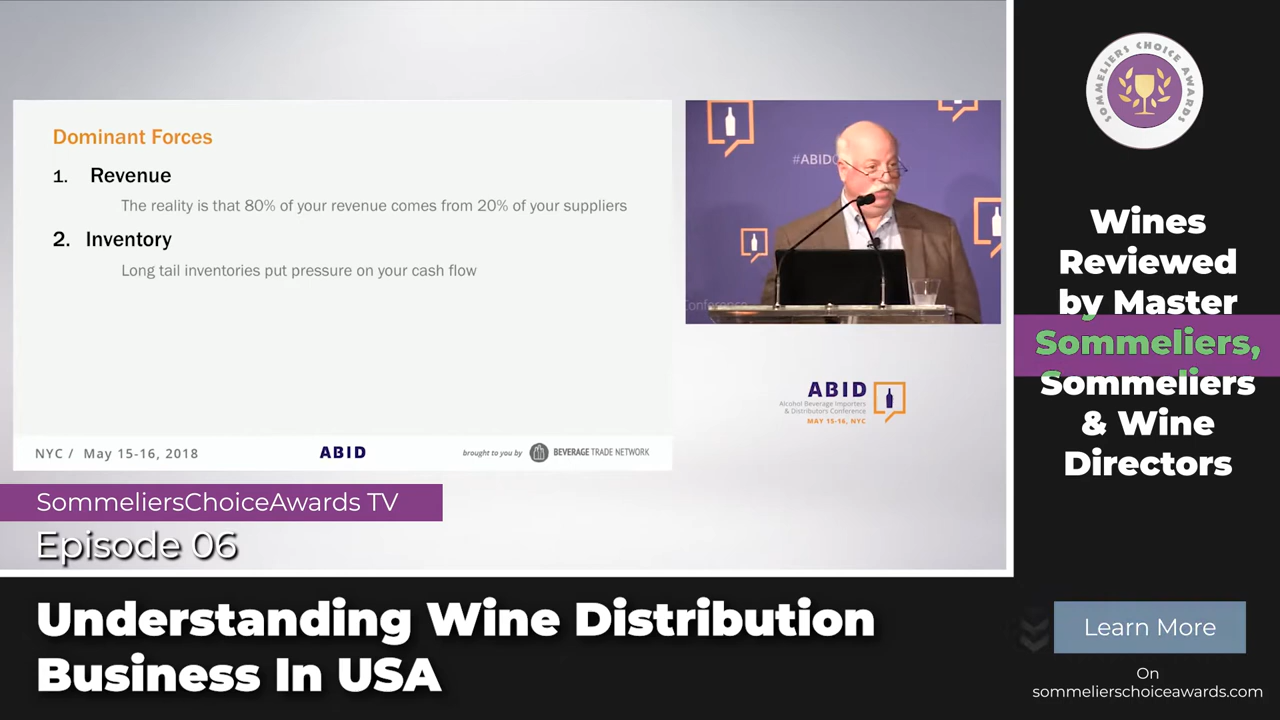 Dominant Forces
1. Revenue
The reality is that 80% of your revenue comes from 20% of your suppliers
2. Inventory
Long tail inventories put pressure on your cash flow
NYC / May 15-16, 2018
ABID
brought to you by BEVERAGE TRADE NETWORK
#ABID
Conference
ABID
Alcohol Beverage Importers
& Distributors Conference
MAY 15-16, NYC
SommeliersChoiceAwards TV
Episode 06
Understanding Wine Distribution
Business In USA
SOMMELIERS CHOICE AWARDS
Wines
Reviewed
by Master
Sommeliers,
Sommeliers
& Wine
Directors
Learn More
On
sommelierschoiceawards.com